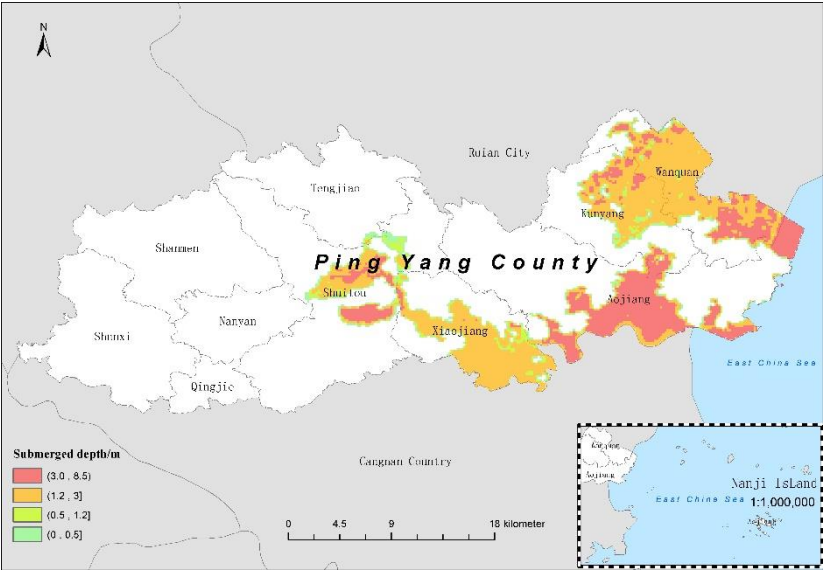 N
Ruian City
Tengjiao
Wanquan
Kunyang
Shanmen
Ping Yang County
Shuitou
Aojiang
Nanyan
Xiaojiang
Shunxi
East China Sea
Qingjie
Submerged depth/m
(3.0 , 8.5)
(1.2 , 3]
(0.5 , 1.2]
(0 , 0.5]
Cangnan Country
0 4.5 9 18 kilometer
Nanji IsLand
East China Sea
1:1,000,000